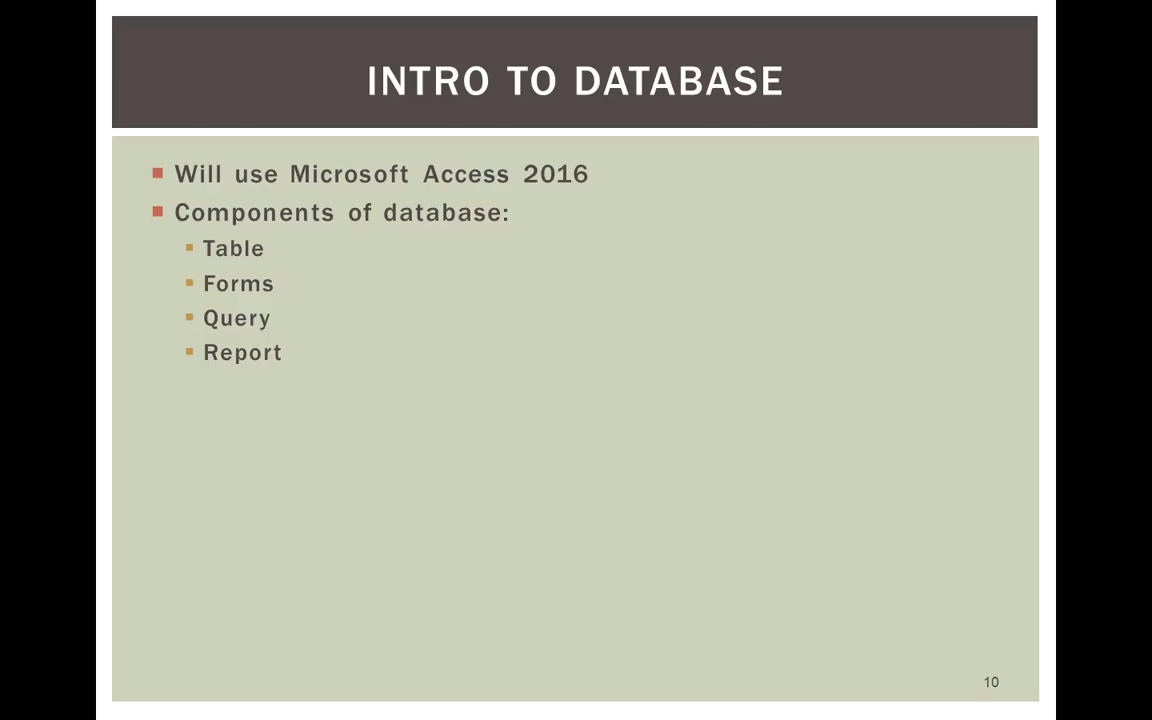 INTRO TO DATABASE
Will use Microsoft Access 2016
Components of database:
Table
Forms
Query
Report
10